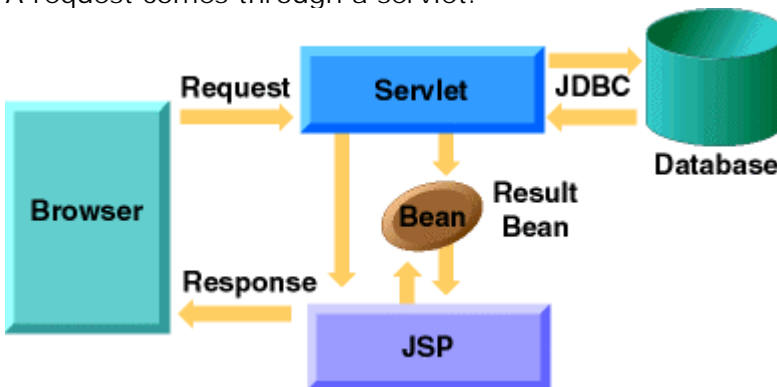 A request comes through a servlet.
Request
Servlet
JDBC
Database
Browser
Bean
Result
Bean
Response
JSP